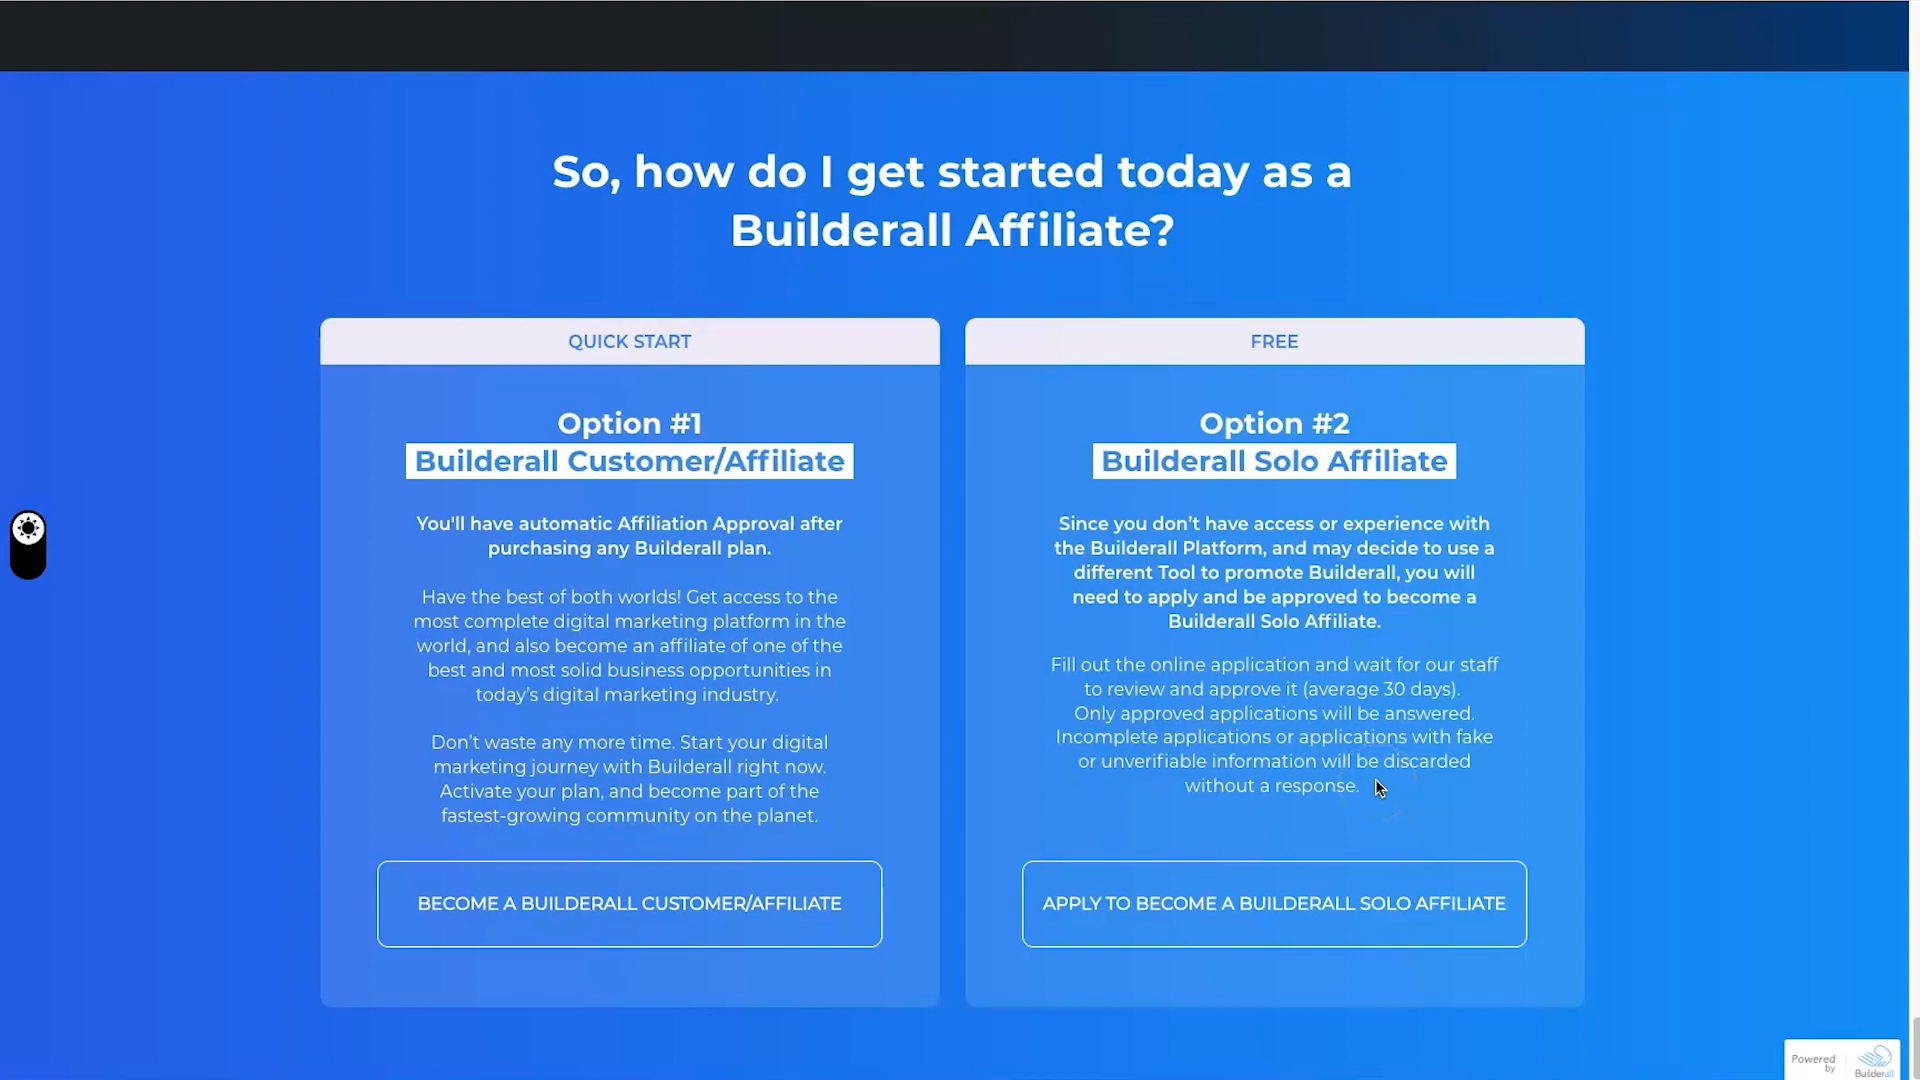 So, how do I get started today as a
Builderall Affiliate?
QUICK START
Option #1
Builderall Customer/Affiliate
You'll have automatic Affiliation Approval after
purchasing any Builderall plan.
Have the best of both worlds! Get access to the
most complete digital marketing platform in the
world, and also become an affiliate of one of the
best and most solid business opportunities in
today's digital marketing industry.
Don't waste any more time. Start your digital
marketing journey with Builderall right now.
Activate your plan, and become part of the
fastest-growing community on the planet.
BECOME A BUILDERALL CUSTOMER/AFFILIATE
FREE
Option #2
Builderall Solo Affiliate
Since you don’t have access or experience with
the Builderall Platform, and may decide to use a
different Tool to promote Builderall, you will
need to apply and be approved to become a
Builderall Solo Affiliate.
Fill out the online application and wait for our staff
to review and approve it (average 30 days).
Only approved applications will be answered.
Incomplete applications or applications with fake
or unverifiable information will be discarded
without a response.
APPLY TO BECOME A BUILDERALL SOLO AFFILIATE
Powered
by
Builderall